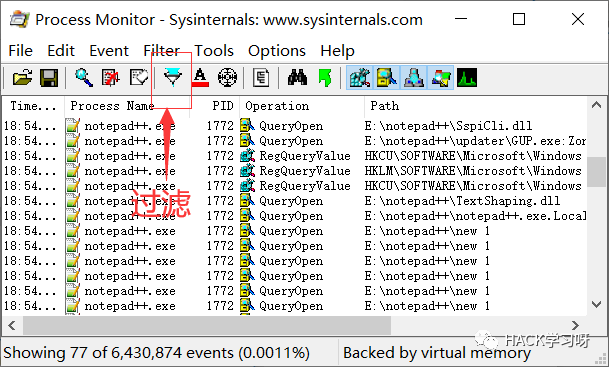 Process Monitor - Sysinternals: www.sysinternals.com
File Edit Event Filter Tools Options Help
Time... Process Name PID Operation Path
18:54... notepad++.exe 1772 QueryOpen E:\notepad++\SspiCli.dll
18:54... notepad++.exe 1772 QueryOpen E:\notepad++\updater\GUP.exe:Zon
18:54... notepad++.exe 1772 RegQueryValue HKCU\SOFTWARE\Microsoft\Windows
18:54... notepad++.exe 1772 RegQueryValue HKLM\SOFTWARE\Microsoft\Windows
18:54... notepad++.exe 1772 RegQueryValue HKCU\SOFTWARE\Microsoft\Windows
18:54... notepad++.exe 1772 QueryOpen E:\notepad++\TextShaping.dll
过滤
18:54... notepad++.exe 1772 QueryOpen E:\notepad++\notepad++.exe.Local
18:54... notepad++.exe 1772 QueryOpen E:\notepad++\new 1
18:54... notepad++.exe 1772 QueryOpen E:\notepad++\new 1
18:54... notepad++.exe 1772 QueryOpen E:\notepad++\new 1
18:54... notepad++.exe 1772 QueryOpen E:\notepad++\new 1
18:54... notepad++.exe 1772 QueryOpen E:\notepad++\new 1
18:54... notepad++.exe 1772 QueryOpen E:\notepad++\new 1
HACK学习呀
Showing 77 of 6,430,874 events (0.0011%) Backed by virtual memory